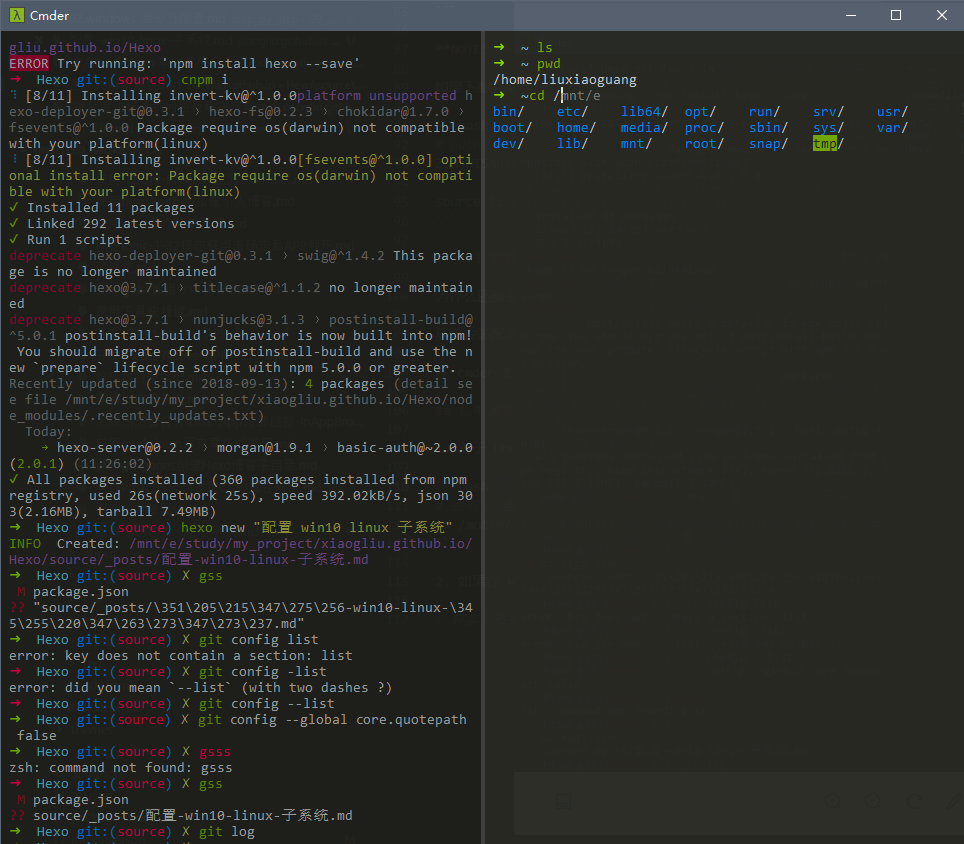 Cmder
gliu.github.io/Hexo
ERROR Try running: 'npm install hexo --save'
➜  Hexo git:(source) cnpm i
⠹ [8/11] Installing invert-kv@^1.0.0platform unsupported h
exo-deployer-git@0.3.1 › hexo-fs@0.2.3 › chokidar@1.7.0 ›
fsevents@^1.0.0 Package require os(darwin) not compatible
with your platform(linux)
⠹ [8/11] Installing invert-kv@^1.0.0[fsevents@^1.0.0] opti
onal install error: Package require os(darwin) not compati
ble with your platform(linux)
✓ Installed 11 packages
✓ Linked 292 latest versions
✓ Run 1 scripts
deprecate hexo-deployer-git@0.3.1 › swig@^1.4.2 This packa
ge is no longer maintained
deprecate hexo@3.7.1 › titlecase@^1.1.2 no longer maintain
ed
deprecate hexo@3.7.1 › nunjucks@3.1.3 › postinstall-build@
^5.0.1 postinstall-build's behavior is now built into npm!
 You should migrate off of postinstall-build and use the n
ew `prepare` lifecycle script with npm 5.0.0 or greater.
Recently updated (since 2018-09-13): 4 packages (detail se
e file /mnt/e/study/my_project/xiaogliu.github.io/Hexo/nod
e_modules/.recently_updates.txt)
  Today:
    → hexo-server@0.2.2 › morgan@1.9.1 › basic-auth@~2.0.0
(2.0.1) (11:26:02)
✓ All packages installed (360 packages installed from npm
registry, used 26s(network 25s), speed 392.02kB/s, json 30
3(2.16MB), tarball 7.49MB)
➜  Hexo git:(source) hexo new "配置 win10 linux 子系统"
INFO  Created: /mnt/e/study/my_project/xiaogliu.github.io/
Hexo/source/_posts/配置-win10-linux-子系统.md
➜  Hexo git:(source) ✗ gss
 M package.json
?? "source/_posts/\351\205\215\347\275\256-win10-linux-\34
5\255\220\347\263\273\347\273\237.md"
➜  Hexo git:(source) ✗ git config list
error: key does not contain a section: list
➜  Hexo git:(source) ✗ git config -list
error: did you mean `--list` (with two dashes ?)
➜  Hexo git:(source) ✗ git config --list
➜  Hexo git:(source) ✗ git config --global core.quotepath
 false
➜  Hexo git:(source) ✗ gsss
zsh: command not found: gsss
➜  Hexo git:(source) ✗ gss
 M package.json
?? source/_posts/配置-win10-linux-子系统.md
➜  Hexo git:(source) ✗ git log
➜  ~ ls
➜  ~ pwd
/home/liuxiaoguang
➜  ~cd /mnt/e
bin/ etc/ lib64/ opt/ run/ srv/ usr/
boot/ home/ media/ proc/ sbin/ sys/ var/
dev/ lib/ mnt/ root/ snap/ tmp/